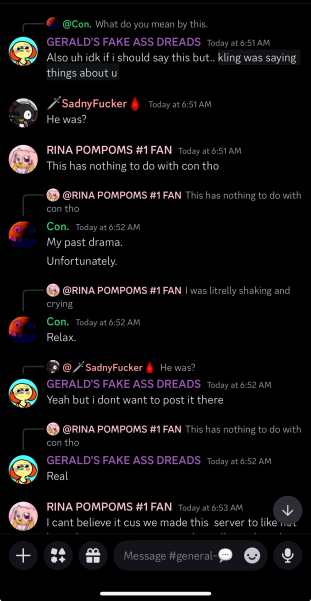 @Con. What do you mean by this.
GERALD'S FAKE ASS DREADS Today at 6:51 AM
Also uh idk if i should say this but.. kling was saying
things about u
SadnyFucker Today at 6:51 AM
He was?
RINA POMPOMS #1 FAN Today at 6:51 AM
This has nothing to do with con tho
@RINA POMPOMS #1 FAN This has nothing to do with
con tho
Con. Today at 6:52 AM
My past drama.
Unfortunately.
@RINA POMPOMS #1 FAN I was litrelly shaking and
crying
Con. Today at 6:52 AM
Relax.
@SadnyFucker He was?
GERALD'S FAKE ASS DREADS Today at 6:52 AM
Yeah but i dont want to post it there
@RINA POMPOMS #1 FAN This has nothing to do with
con tho
GERALD'S FAKE ASS DREADS Today at 6:52 AM
Real
RINA POMPOMS #1 FAN Today at 6:53 AM
I cant believe it cus we made this server to like not
Message #general-